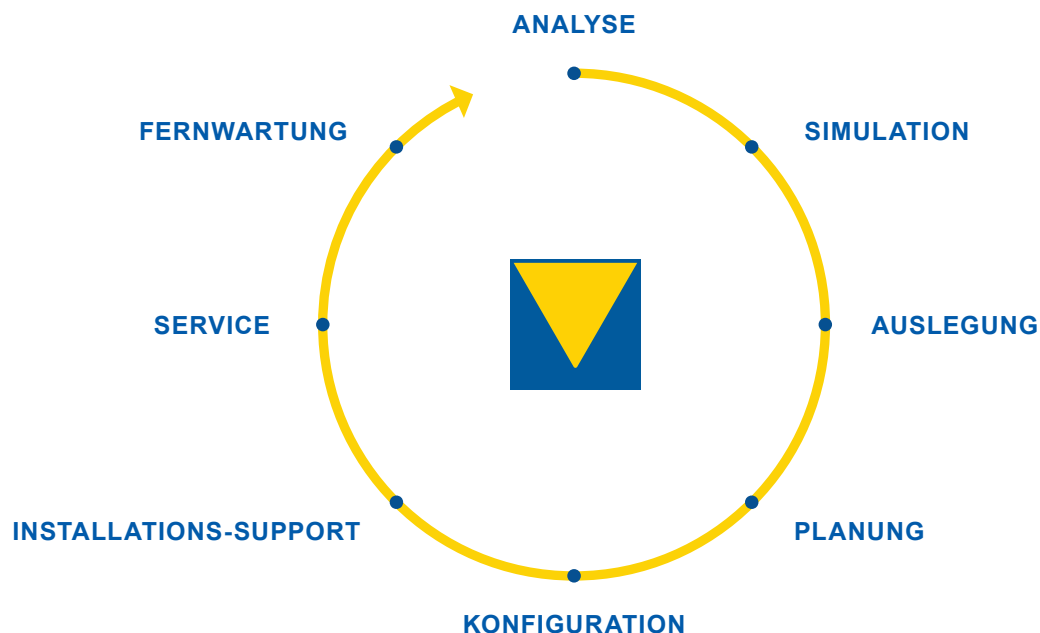 ANALYSE
SIMULATION
AUSLEGUNG
PLANUNG
KONFIGURATION
INSTALLATIONS-SUPPORT
SERVICE
FERNWARTUNG